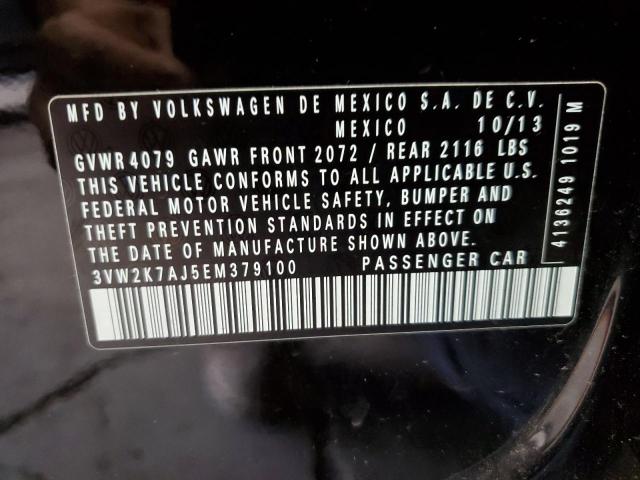 MFD BY VOLKSWAGEN DE MEXICO S.A. DE C.V.
MEXICO 10/13
GVWR 4079 GAWR FRONT 2072 / REAR 2116 LBS
THIS VEHICLE CONFORMS TO ALL APPLICABLE U.S.
FEDERAL MOTOR VEHICLE SAFETY, BUMPER AND
THEFT PREVENTION STANDARDS IN EFFECT ON
THE DATE OF MANUFACTURE SHOWN ABOVE.
3VW2K7AJ5EM379100 PASSENGER CAR
4136249 1019 M